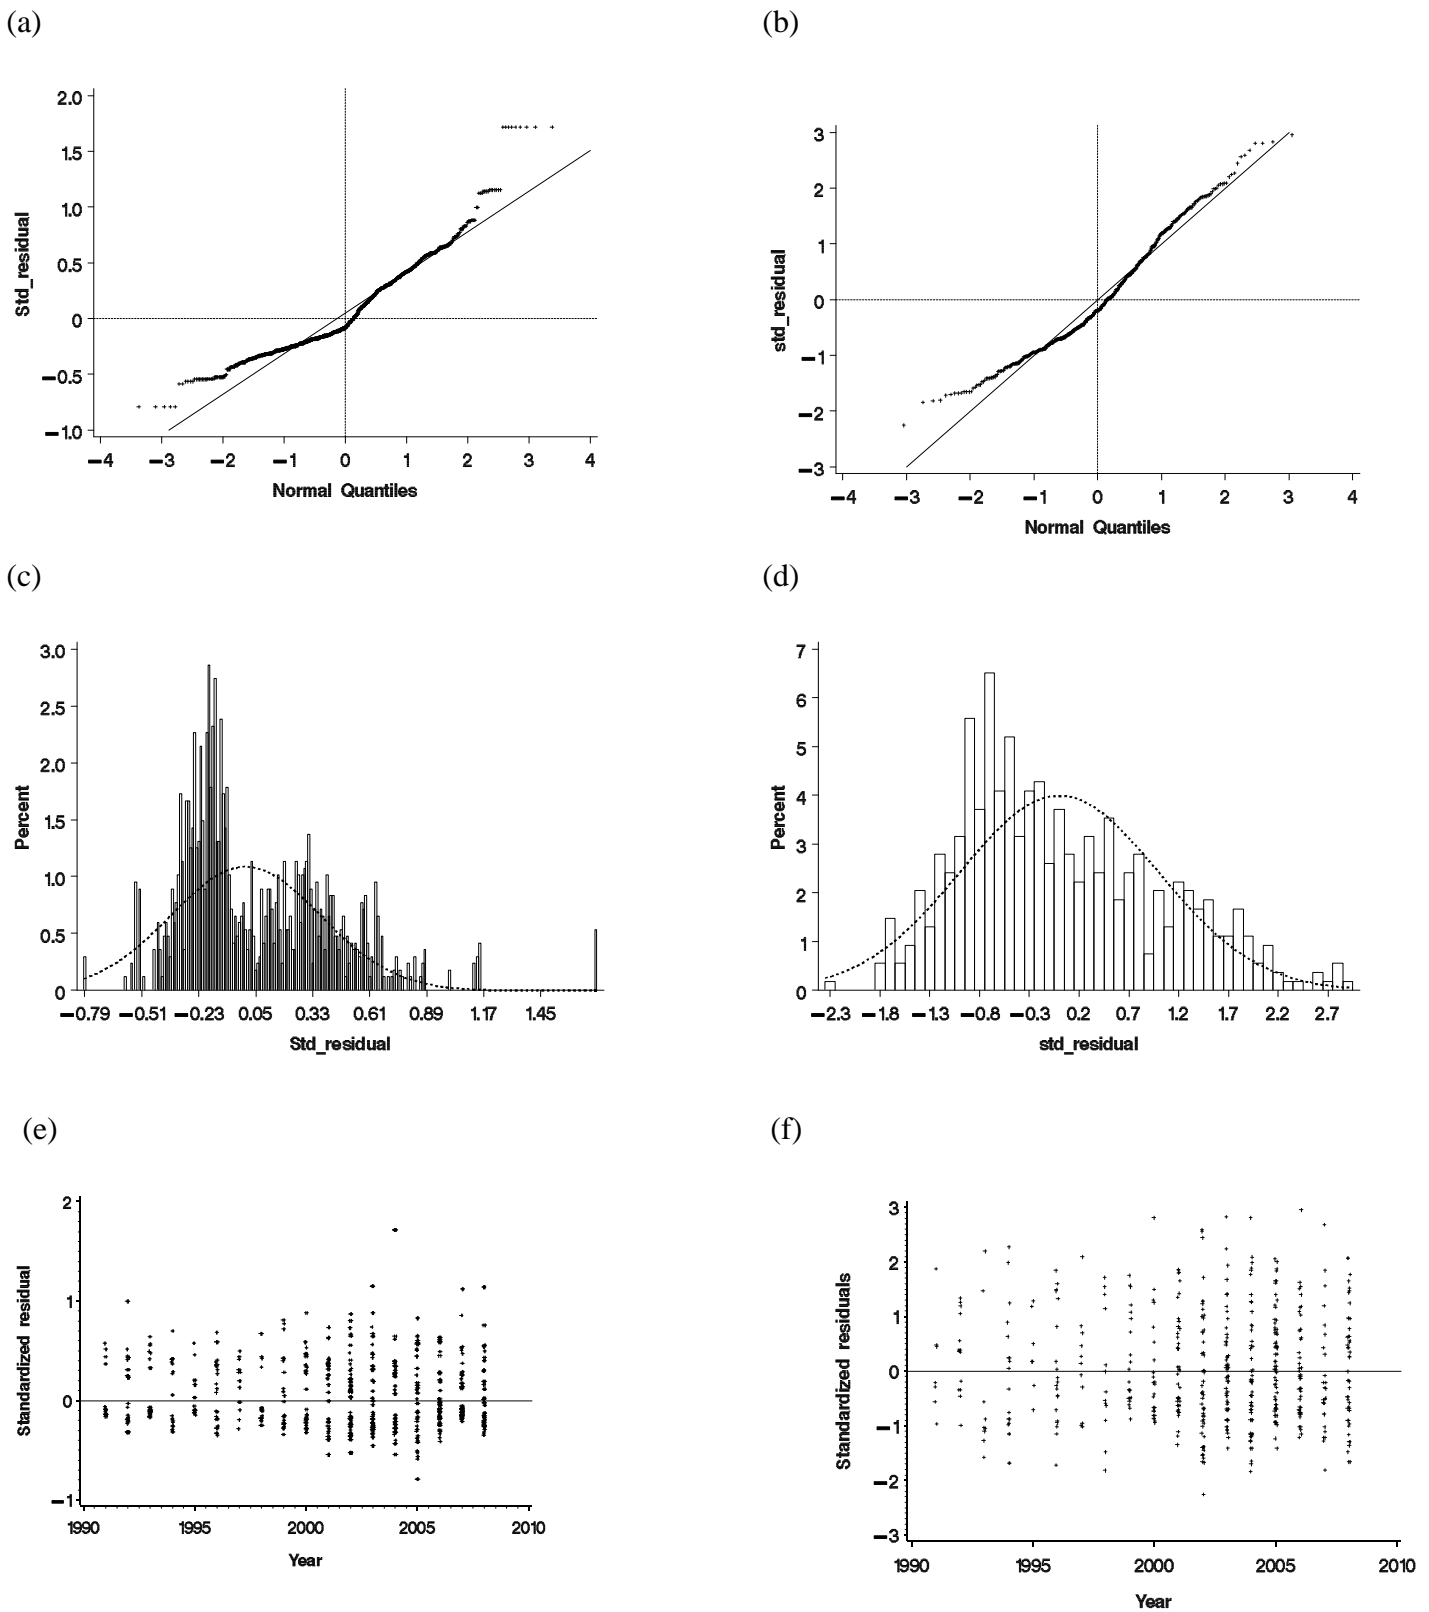 (a)
2.0
1.5
1.0
0.5
0
−0.5
−1.0
Std_residual
−4 −3 −2 −1 0 1 2 3 4
Normal Quantiles
(b)
3
2
1
0
−1
−2
−3
std_residual
−4 −3 −2 −1 0 1 2 3 4
Normal Quantiles
(c)
3.0
2.5
2.0
1.5
1.0
0.5
0
Percent
−0.79 −0.51 −0.23 0.05 0.33 0.61 0.89 1.17 1.45
Std_residual
(d)
7
6
5
4
3
2
1
0
Percent
−2.3 −1.8 −1.3 −0.8 −0.3 0.2 0.7 1.2 1.7 2.2 2.7
std_residual
(e)
2
1
0
−1
Standardized residual
1990 1995 2000 2005 2010
Year
(f)
3
2
1
0
−1
−2
−3
Standardized residuals
1990 1995 2000 2005 2010
Year